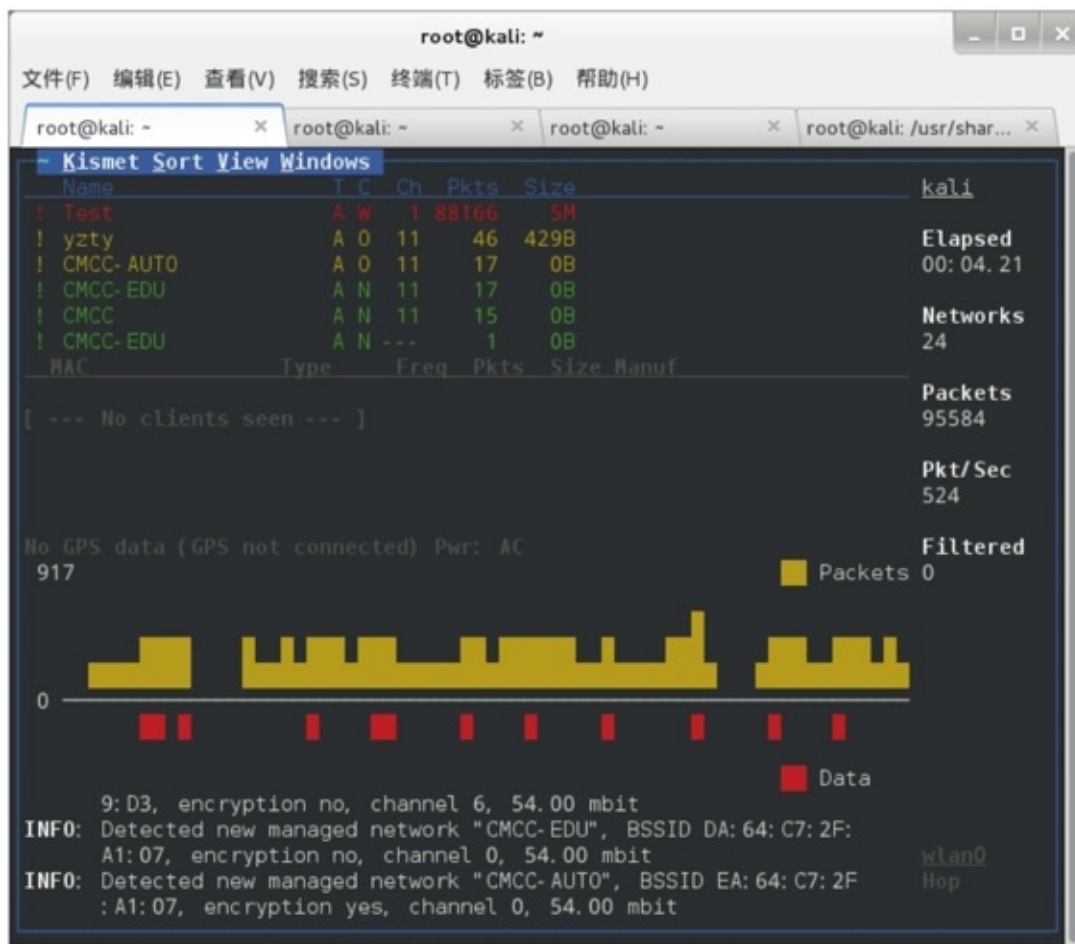 root@kali: ~
文件(F) 编辑(E) 查看(V) 搜索(S) 终端(T) 标签(B) 帮助(H)
root@kali: ~ × root@kali: ~ × root@kali: ~ × root@kali: /usr/shar... ×
~ Kismet Sort View Windows
Name T C Ch Pkts Size kali
! Test A W 1 88166 5M
! yzty A O 11 46 429B Elapsed
! CMCC-AUTO A O 11 17 0B 00:04.21
! CMCC-EDU A N 11 17 0B
! CMCC A N 11 15 0B Networks
! CMCC-EDU A N --- 1 0B 24
MAC Type Freq Pkts Size Manuf
Packets
[ --- No clients seen --- ] 95584
Pkt/Sec
524
No GPS data (GPS not connected) Pwr: AC Filtered
917 Packets 0
0
Data
9:D3, encryption no, channel 6, 54.00 mbit
INFO: Detected new managed network "CMCC-EDU", BSSID DA:64:C7:2F:
A1:07, encryption no, channel 0, 54.00 mbit wlan0
INFO: Detected new managed network "CMCC-AUTO", BSSID EA:64:C7:2F Hop
:A1:07, encryption yes, channel 0, 54.00 mbit